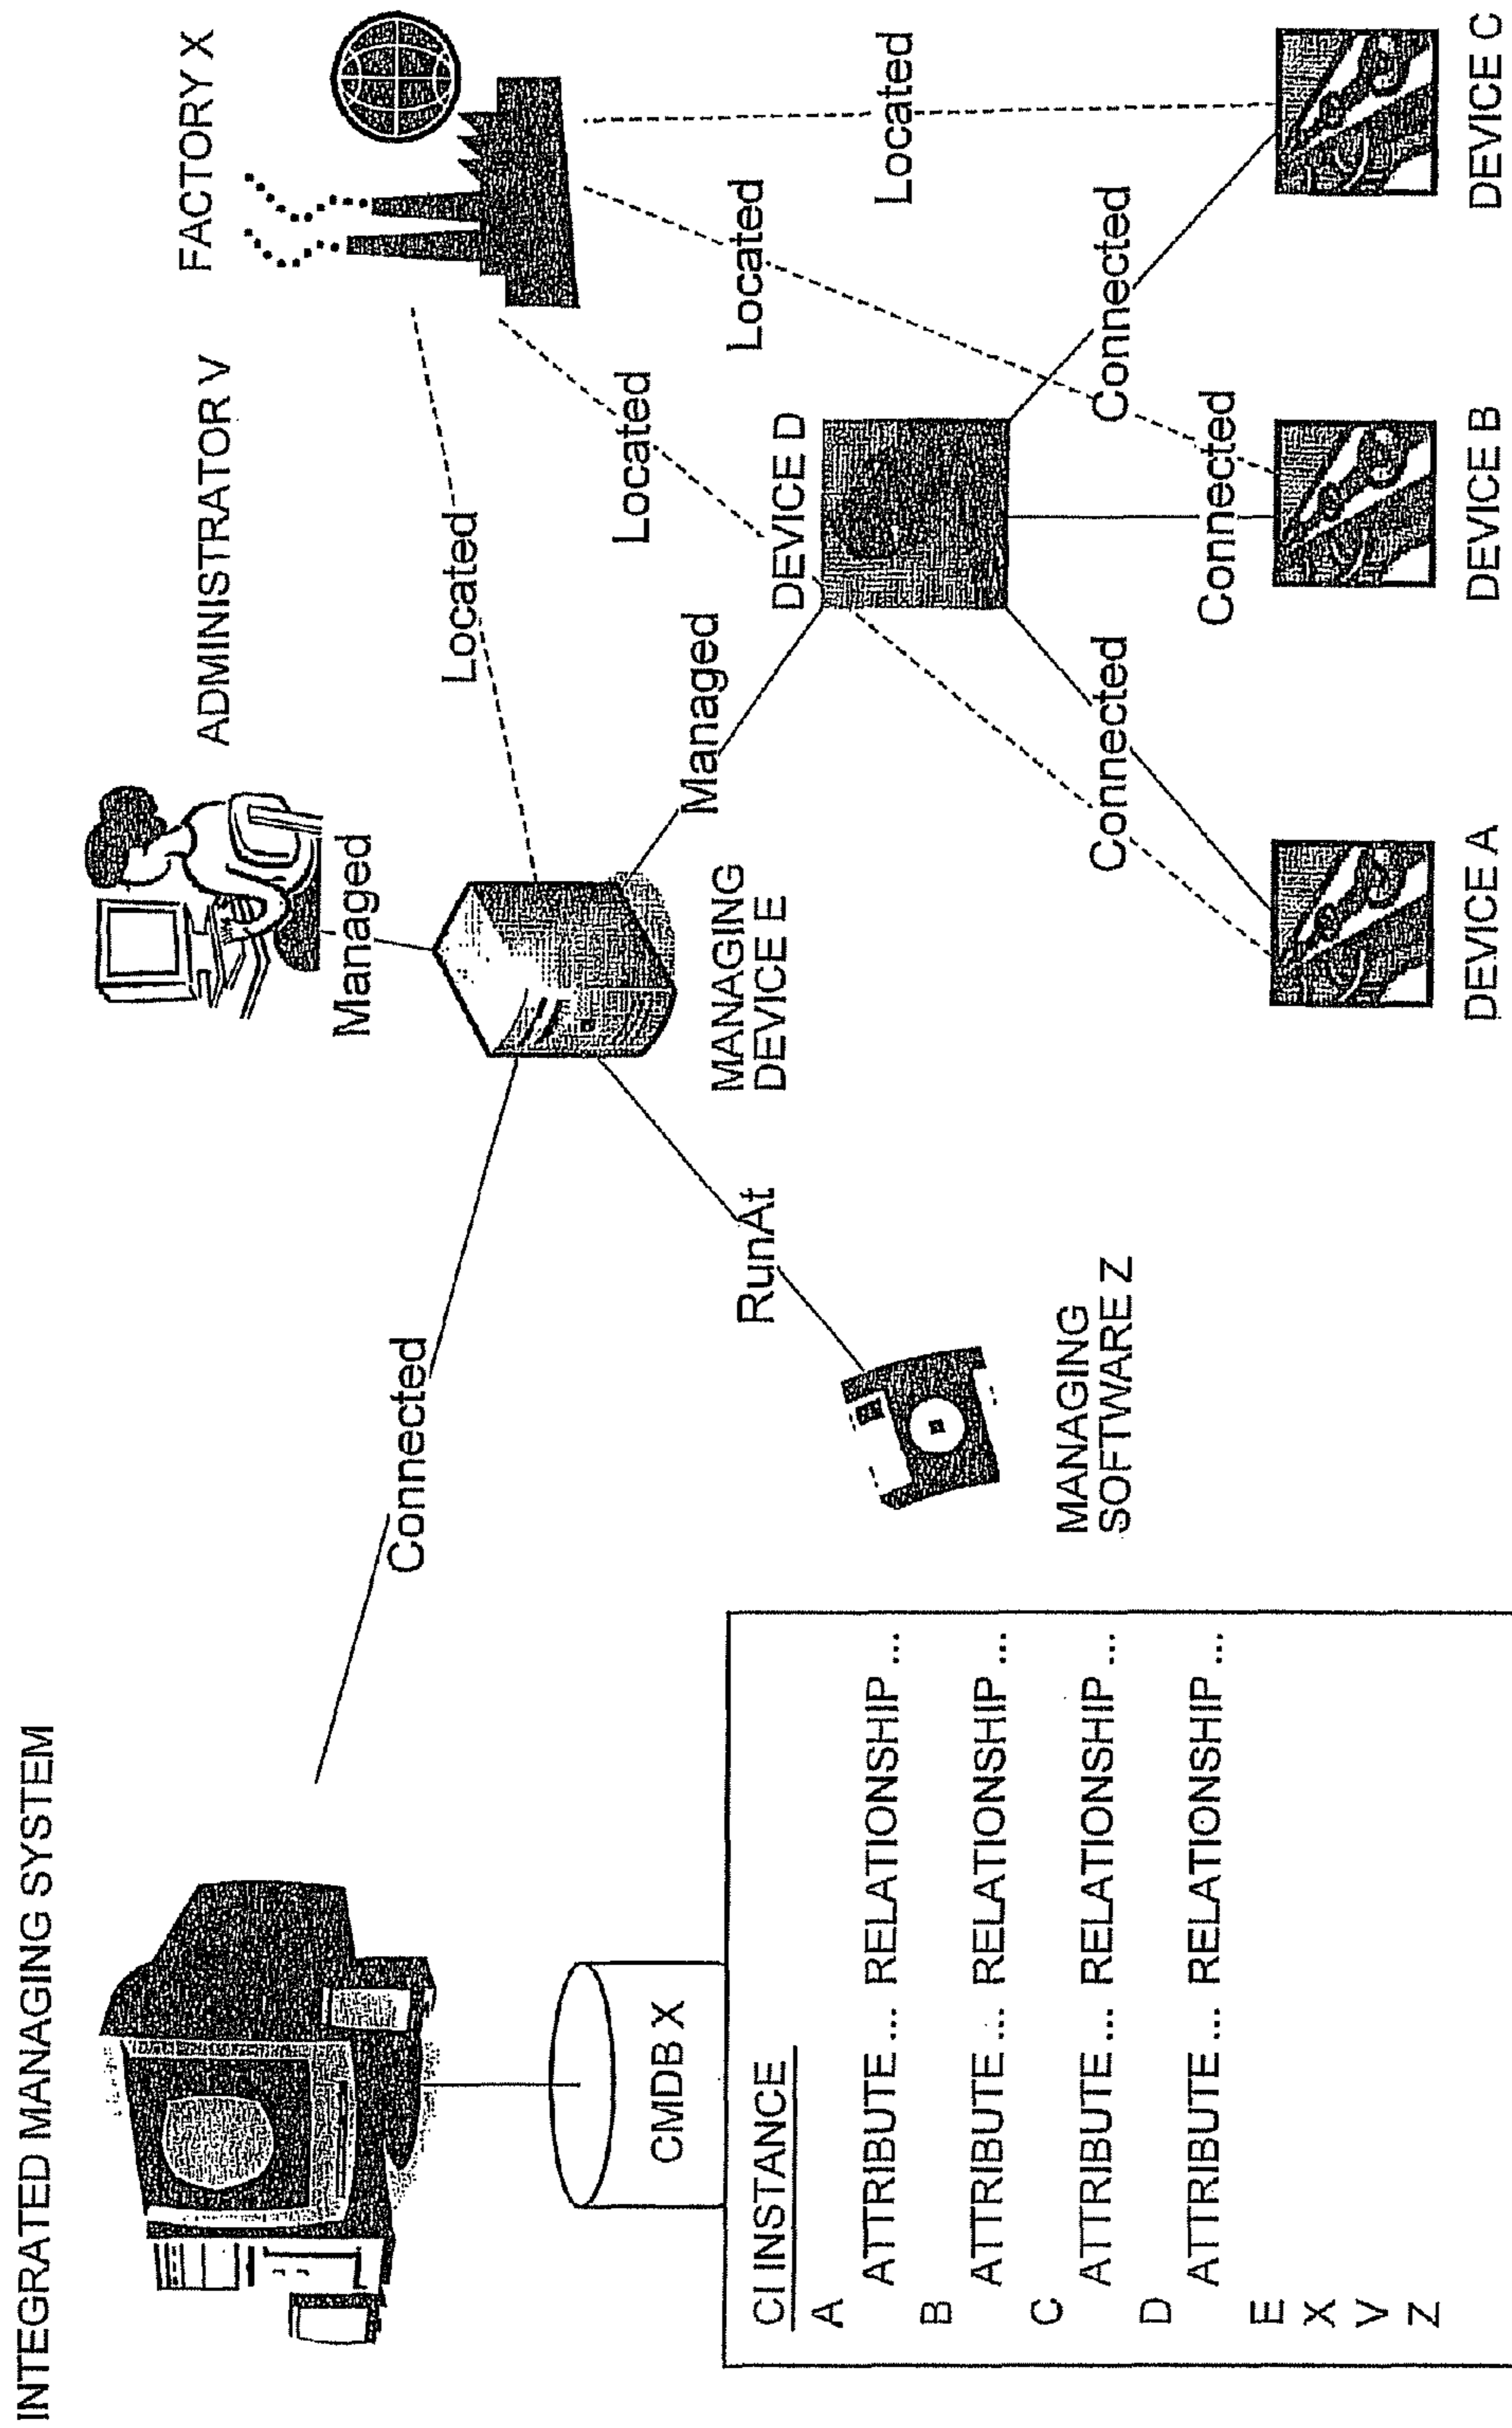 INTEGRATED MANAGING SYSTEM
ADMINISTRATOR V
FACTORY X
Managed
Located
Connected
Located
Located
Located
Managed
MANAGING
DEVICE E
DEVICE D
RunAt
MANAGING
SOFTWARE Z
Connected
Connected
Connected
DEVICE A
DEVICE B
DEVICE C
CMDB X
CI INSTANCE
A
ATTRIBUTE... RELATIONSHIP...
B
ATTRIBUTE... RELATIONSHIP...
C
ATTRIBUTE... RELATIONSHIP...
D
ATTRIBUTE... RELATIONSHIP...
E
X
V
Z